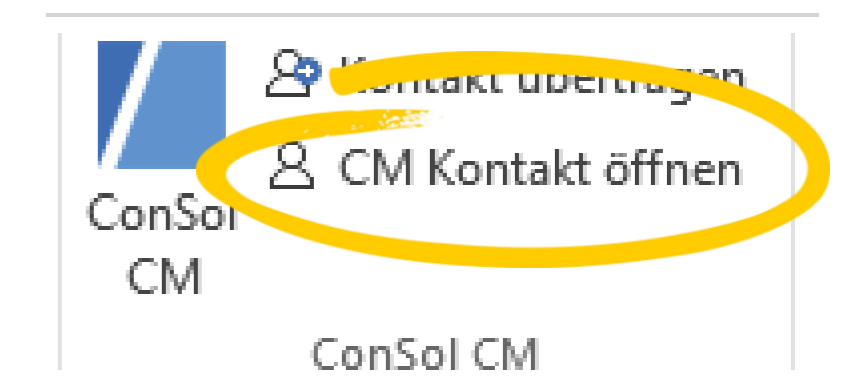 Kontakt übertragen
CM Kontakt öffnen
ConSol
CM
ConSol CM